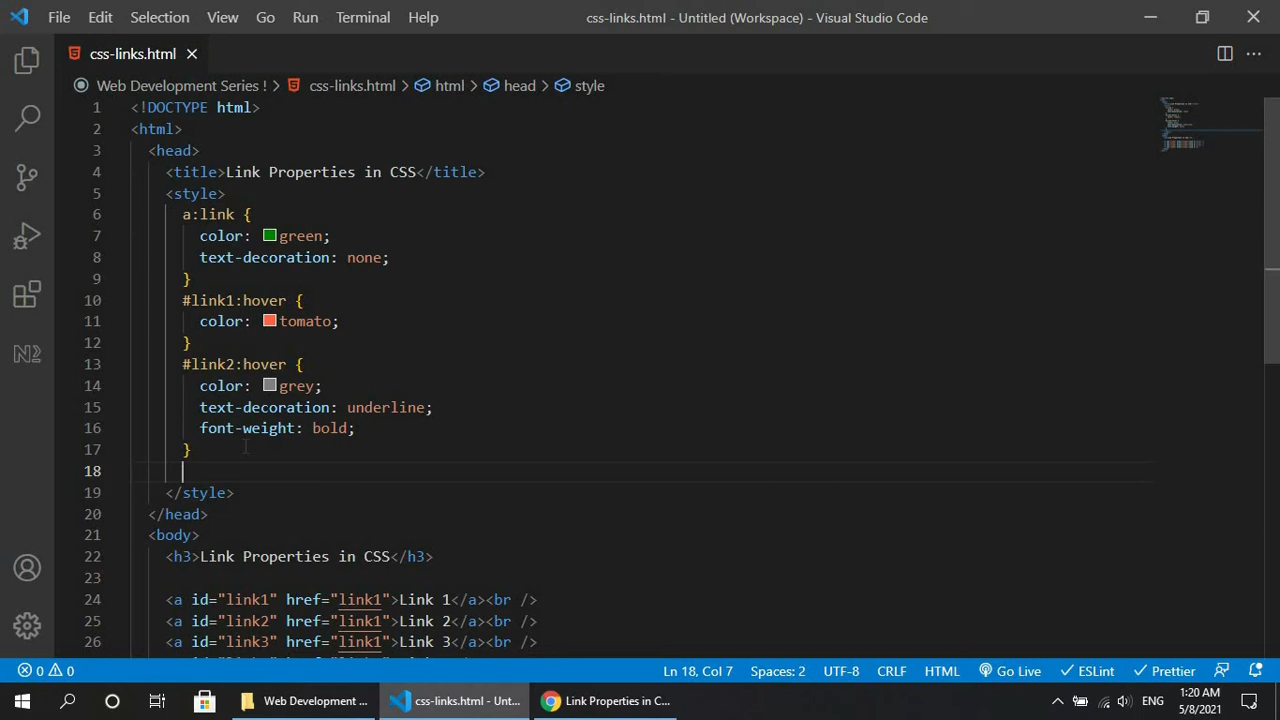 File Edit Selection View Go Run Terminal Help css-links.html - Untitled (Workspace) - Visual Studio Code
css-links.html
Web Development Series ! > css-links.html > html > head > style
1 <!DOCTYPE html>
2 <html>
3 <head>
4 <title>Link Properties in CSS</title>
5 <style>
6 a:link {
7 color: green;
8 text-decoration: none;
9 }
10 #link1:hover {
11 color: tomato;
12 }
13 #link2:hover {
14 color: grey;
15 text-decoration: underline;
16 font-weight: bold;
17 }
18
19 </style>
20 </head>
21 <body>
22 <h3>Link Properties in CSS</h3>
23
24 <a id="link1" href="link1">Link 1</a><br />
25 <a id="link2" href="link1">Link 2</a><br />
26 <a id="link3" href="link1">Link 3</a><br />
0 0 Ln 18, Col 7 Spaces: 2 UTF-8 CRLF HTML Go Live ESLint Prettier
Web Development ... css-links.html - Unt... Link Properties in C... ENG 1:20 AM
5/8/2021